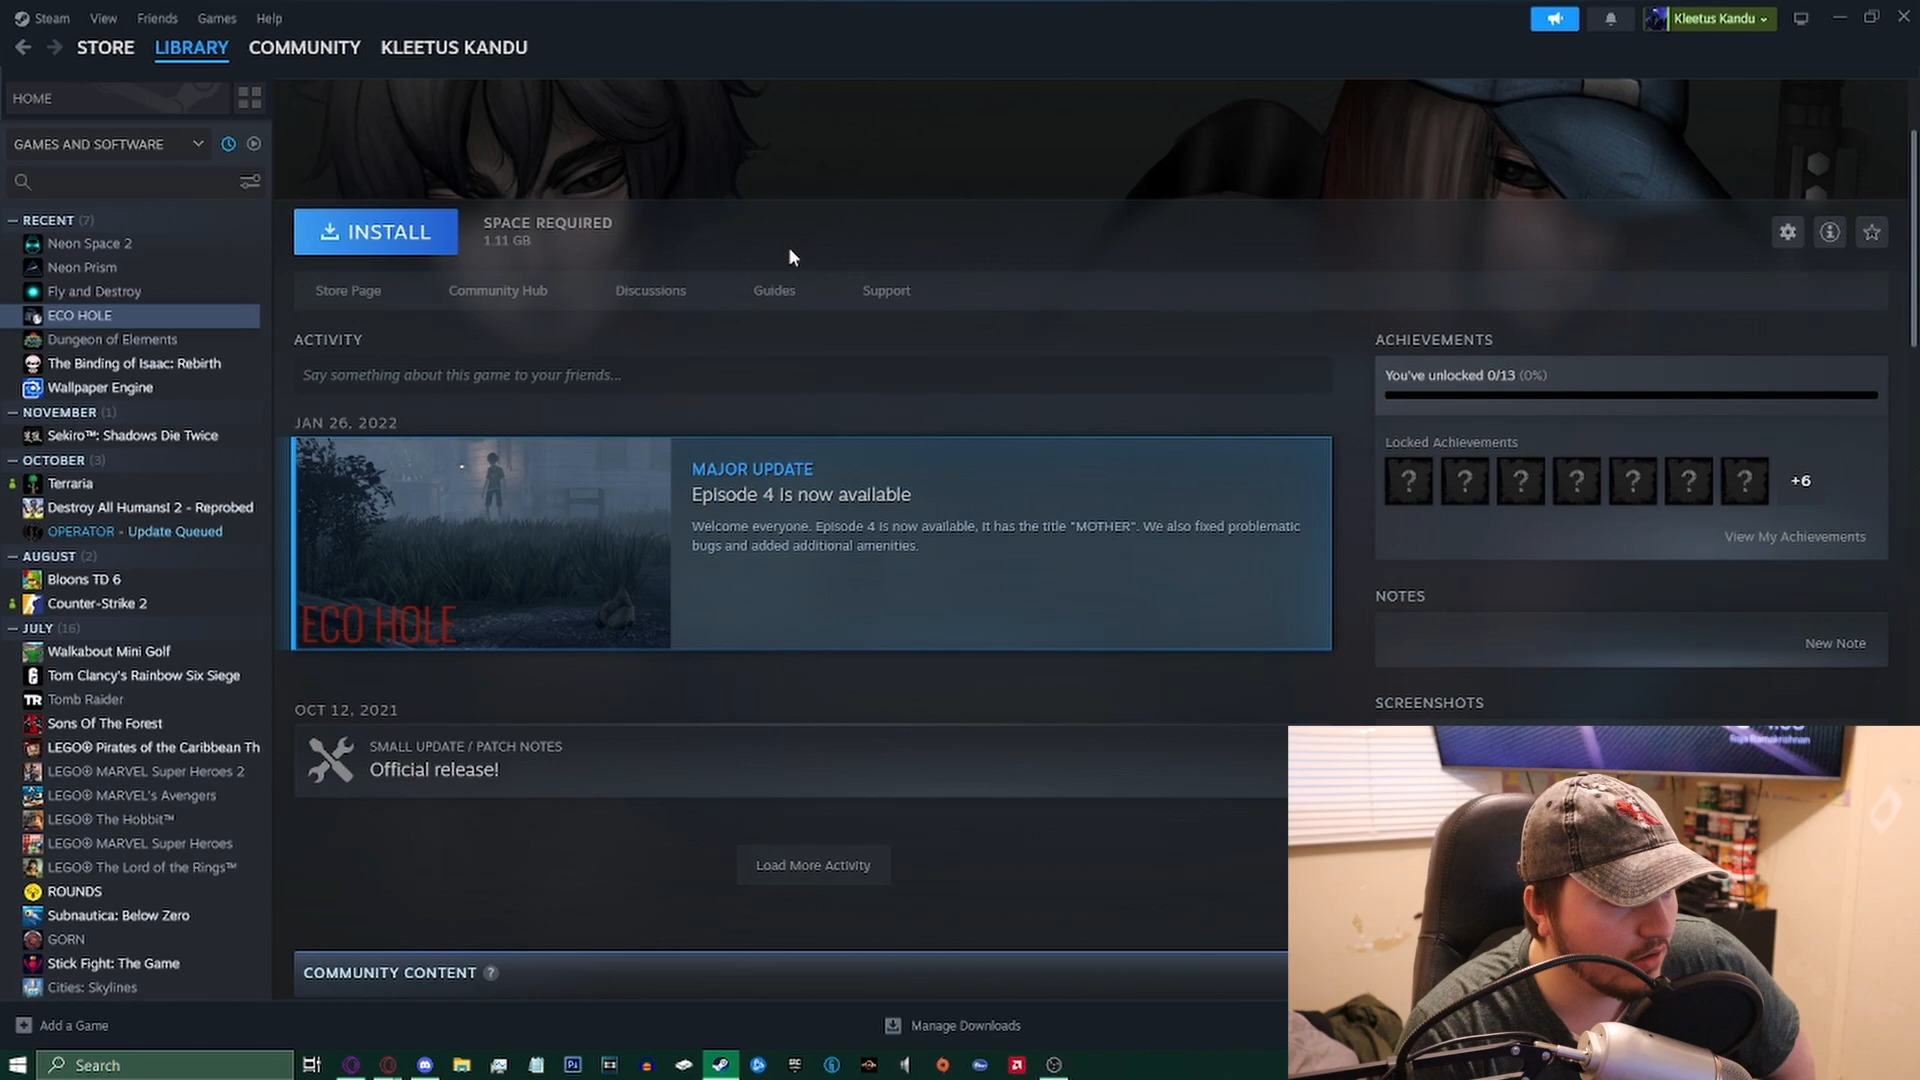 Steam View Friends Games Help
Kleetus Kandu
STORE LIBRARY COMMUNITY KLEETUS KANDU
HOME
GAMES AND SOFTWARE
RECENT (7)
Neon Space 2
Neon Prism
Fly and Destroy
ECO HOLE
Dungeon of Elements
The Binding of Isaac: Rebirth
Wallpaper Engine
NOVEMBER (1)
Sekiro™: Shadows Die Twice
OCTOBER (3)
Terraria
Destroy All Humans! 2 - Reprobed
OPERATOR - Update Queued
AUGUST (2)
Bloons TD 6
Counter-Strike 2
JULY (16)
Walkabout Mini Golf
Tom Clancy's Rainbow Six Siege
TR Tomb Raider
Sons Of The Forest
LEGO® Pirates of the Caribbean Th
LEGO® MARVEL Super Heroes 2
LEGO® MARVEL's Avengers
LEGO® The Hobbit™
LEGO® MARVEL Super Heroes
LEGO® The Lord of the Rings™
ROUNDS
Subnautica: Below Zero
GORN
Stick Fight: The Game
Cities: Skylines
INSTALL
SPACE REQUIRED
1.11 GB
Store Page Community Hub Discussions Guides Support
ACTIVITY
Say something about this game to your friends...
JAN 26, 2022
ECO HOLE
MAJOR UPDATE
Episode 4 is now available
Welcome everyone. Episode 4 is now available, it has the title "MOTHER". We also fixed problematic
bugs and added additional amenities.
OCT 12, 2021
SMALL UPDATE / PATCH NOTES
Official release!
Load More Activity
COMMUNITY CONTENT ?
ACHIEVEMENTS
You've unlocked 0/13 (0%)
Locked Achievements
? ? ? ? ? ? ? +6
View My Achievements
NOTES
New Note
SCREENSHOTS
Add a Game
Manage Downloads
Search
Ps